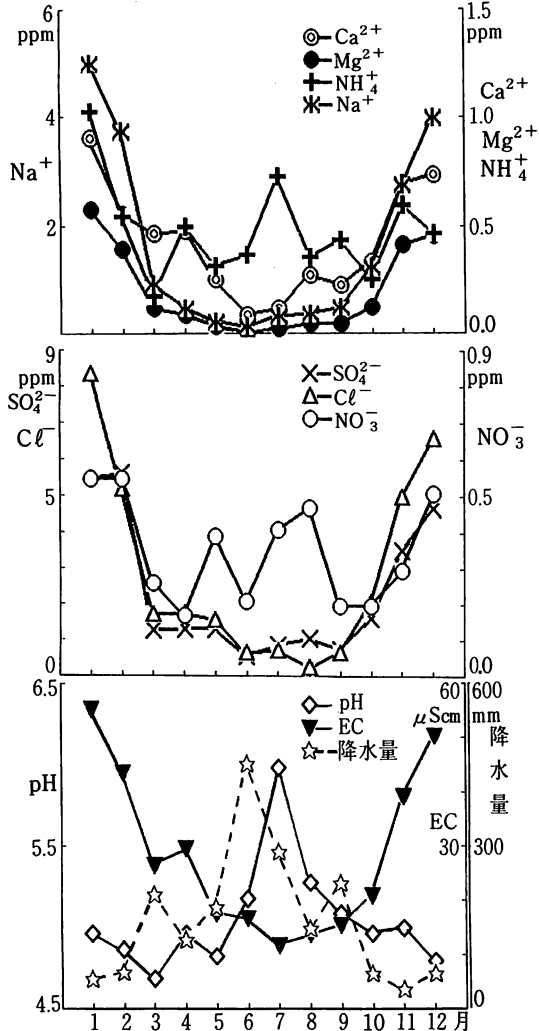 6
ppm
4
Na⁺
2
1.5
ppm
Ca²⁺
1.0
Mg²⁺
NH₄⁺
0.5
0.0
Ca²⁺
Mg²⁺
NH₄⁺
Na⁺
9
ppm
SO₄²⁻
Cℓ⁻
5
0
0.9
ppm
NO₃⁻
0.5
0.0
SO₄²⁻
Cℓ⁻
NO₃⁻
6.5
pH
5.5
4.5
60 600
μScm mm
降水量
EC
30 300
0
pH
EC
降水量
1 2 3 4 5 6 7 8 9 10 11 12月